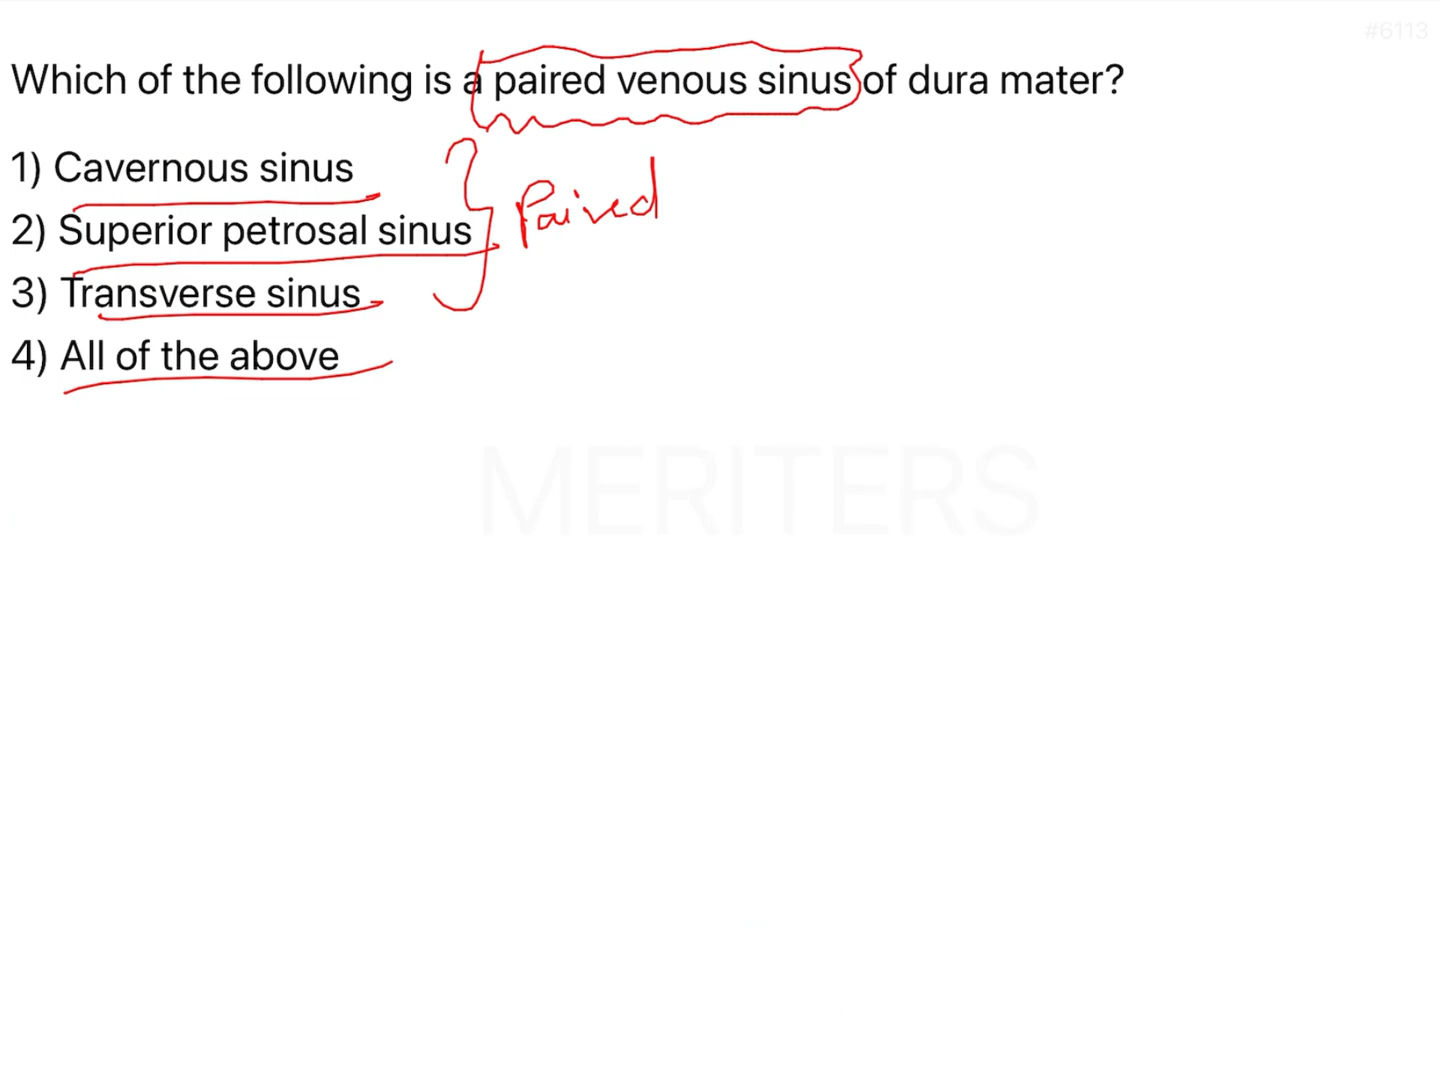 #6113
Which of the following is a paired venous sinus of dura mater?
1) Cavernous sinus
2) Superior petrosal sinus
Paired
3) Transverse sinus
4) All of the above
MERITERS